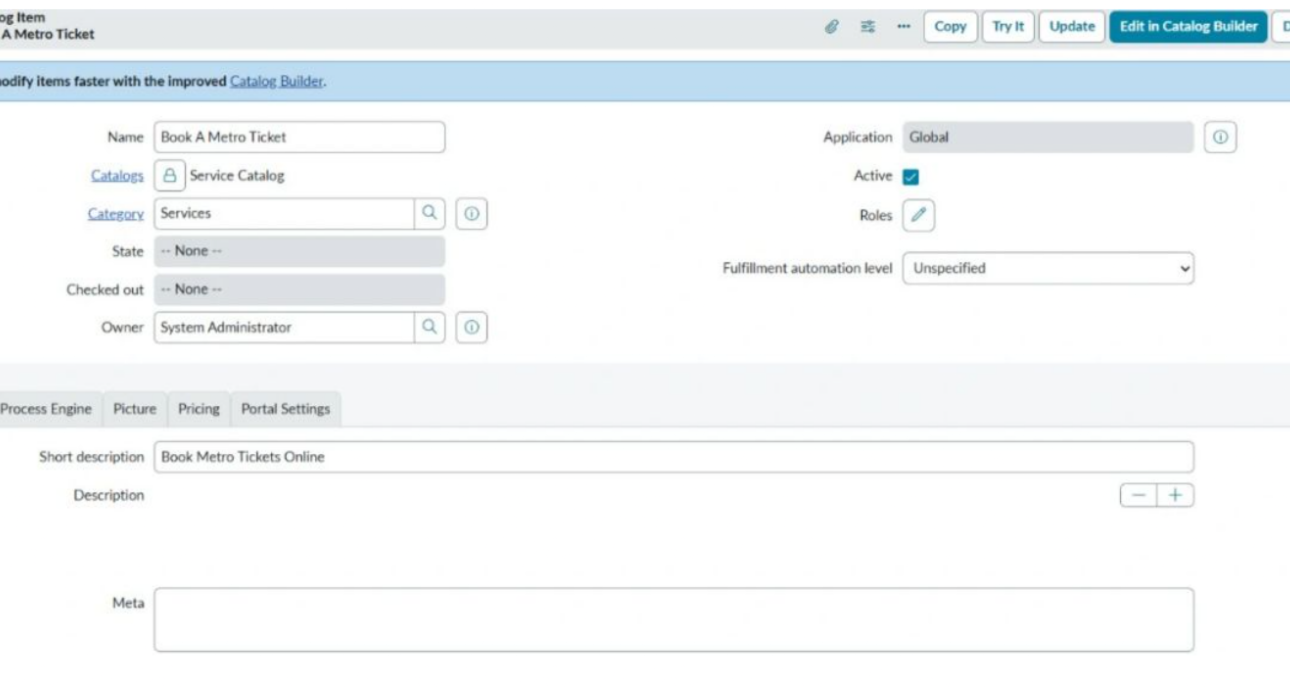 og Item
A Metro Ticket
Copy
Try It
Update
Edit in Catalog Builder
D
odify items faster with the improved Catalog Builder.
Name Book A Metro Ticket
Application Global
Catalogs Service Catalog
Active
Category Services
Roles
State -- None --
Fulfillment automation level Unspecified
Checked out -- None --
Owner System Administrator
Process Engine
Picture
Pricing
Portal Settings
Short description Book Metro Tickets Online
Description
Meta